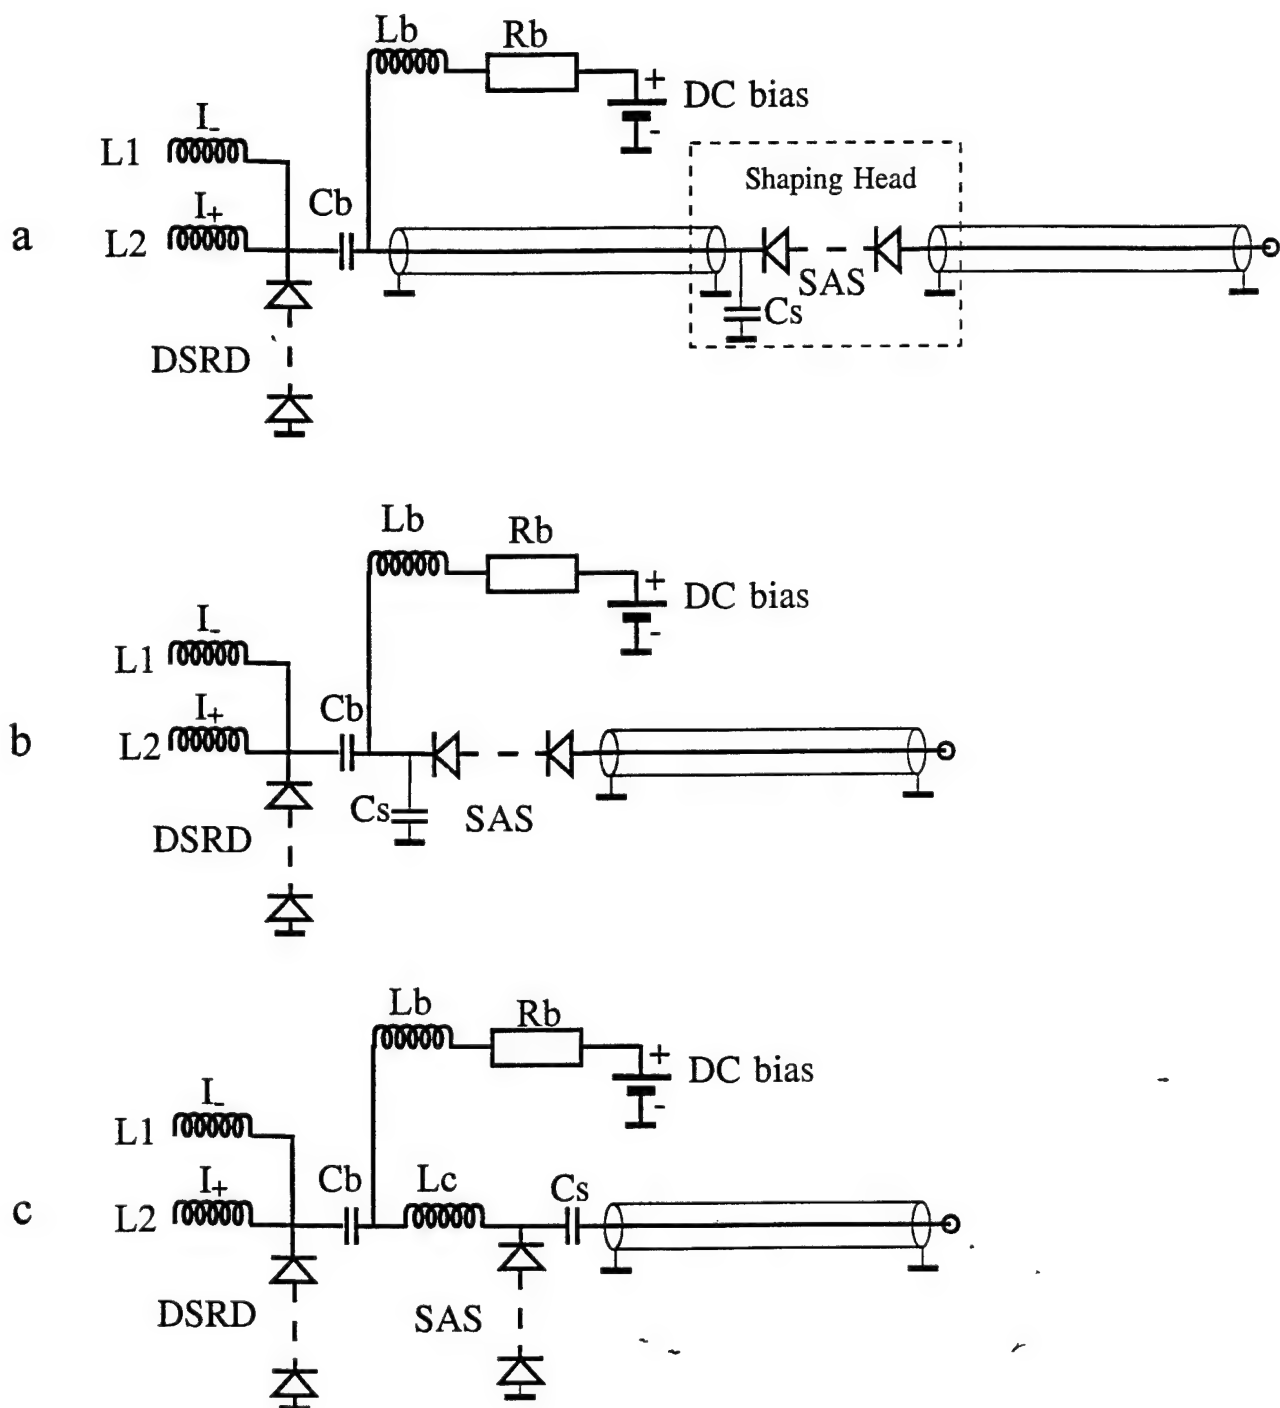 Lb
Rb
+
DC bias
-
I-
L1
Shaping Head
I+
Cb
a
L2
SAS
Cs
DSRD
Lb
Rb
+
DC bias
-
I-
L1
I+
Cb
b
L2
Cs
SAS
DSRD
Lb
Rb
+
DC bias
-
I-
L1
I+
Cb
Lc
Cs
c
L2
DSRD
SAS